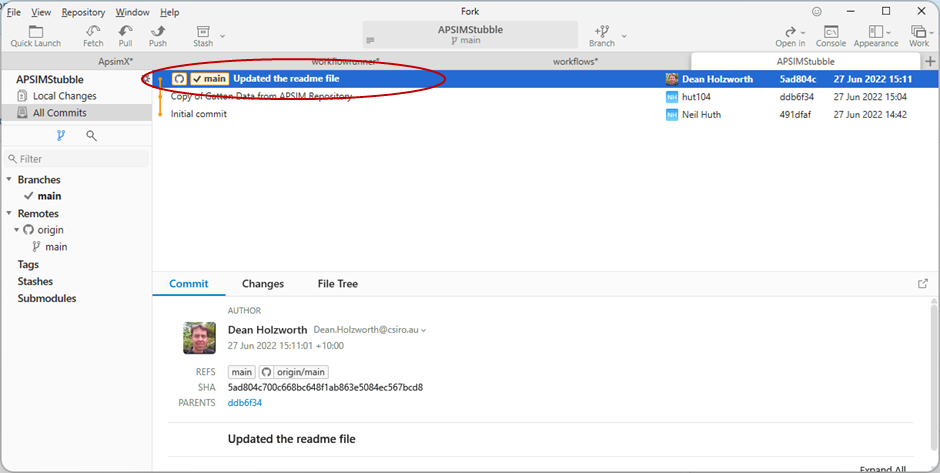 File View Repository Window Help Fork
Quick Launch Fetch Pull Push Stash APSIMStubble main Branch Open in Console Appearance Work
ApsimX* workflowrunner* workflows* APSIMStubble
APSIMStubble
Local Changes
All Commits
Filter
Branches
main
Remotes
origin
main
Tags
Stashes
Submodules
main Updated the readme file Dean Holzworth 5ad804c 27 Jun 2022 15:11
Copy of Cotton Data from APSIM Repository NH hut104 ddb6f34 27 Jun 2022 15:04
Initial commit NH Neil Huth 491dfaf 27 Jun 2022 14:42
Commit Changes File Tree
AUTHOR
Dean Holzworth Dean.Holzworth@csiro.au
27 Jun 2022 15:11:01 +10:00
REFS main origin/main
SHA 5ad804c700c668bc648f1ab863e5084ec567bcd8
PARENTS ddb6f34
Updated the readme file
Expand All